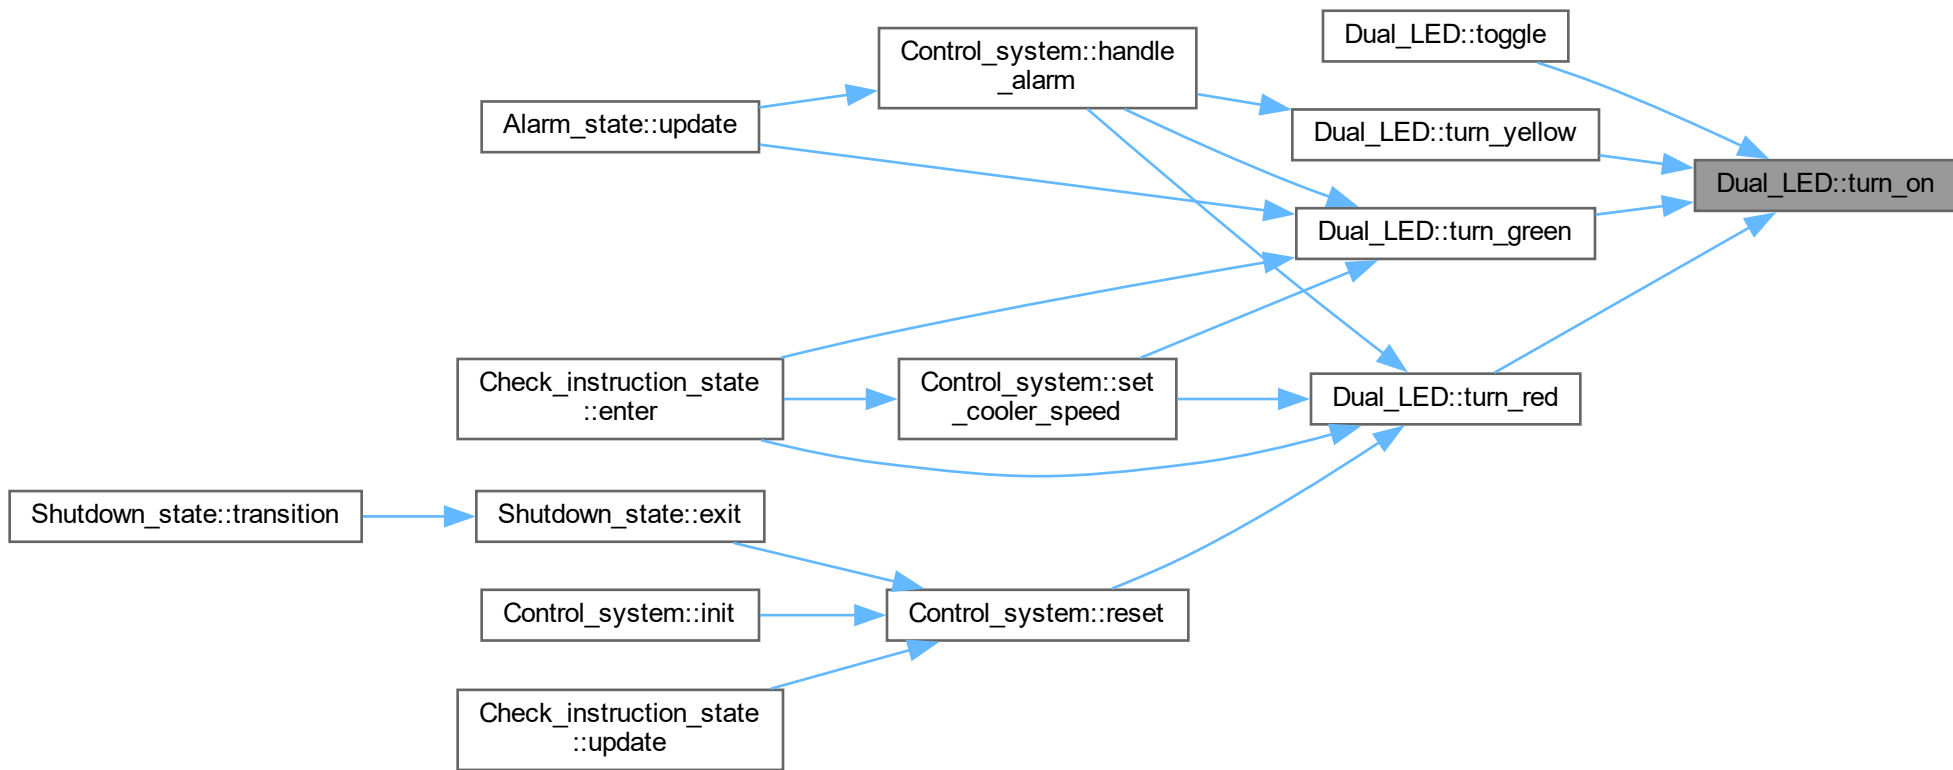 Dual_LED::toggle
Control_system::handle
_alarm
Alarm_state::update
Dual_LED::turn_yellow
Dual_LED::turn_on
Dual_LED::turn_green
Check_instruction_state
::enter
Control_system::set
_cooler_speed
Dual_LED::turn_red
Shutdown_state::transition
Shutdown_state::exit
Control_system::init
Control_system::reset
Check_instruction_state
::update